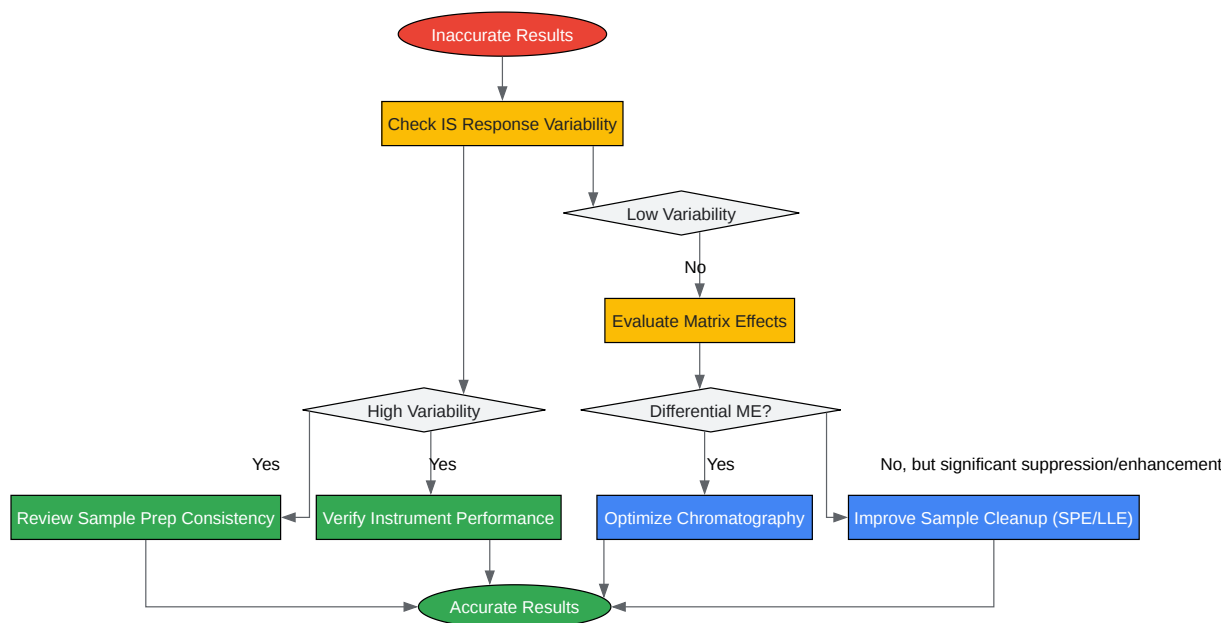 Inaccurate Results
Check IS Response Variability
Low Variability
No
Evaluate Matrix Effects
High Variability
Differential ME?
Yes
Yes
Yes
No, but significant suppression/enhancement
Review Sample Prep Consistency
Verify Instrument Performance
Optimize Chromatography
Improve Sample Cleanup (SPE/LLE)
Accurate Results